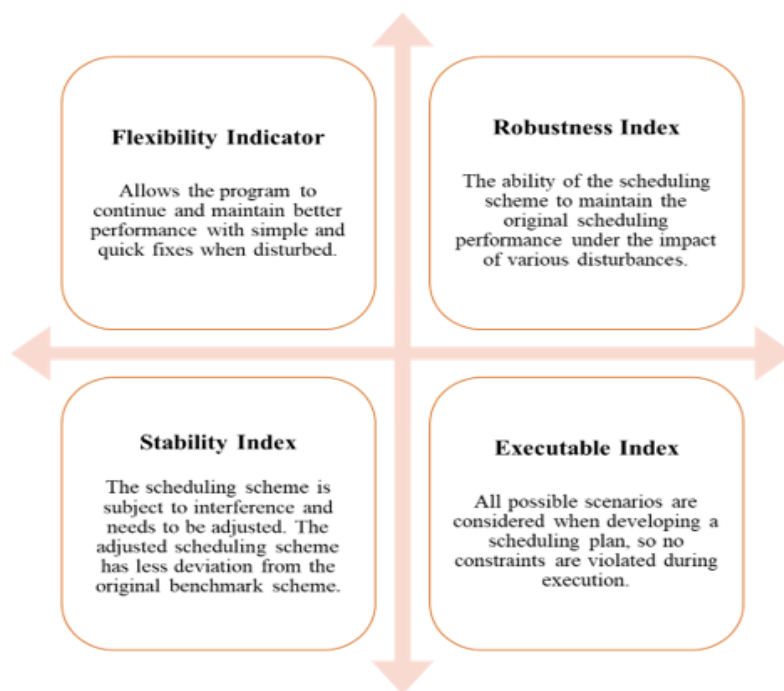 Flexibility Indicator
Allows the program to
continue and maintain better
performance with simple and
quick fixes when disturbed.
Robustness Index
The ability of the scheduling
scheme to maintain the
original scheduling
performance under the impact
of various disturbances.
Stability Index
The scheduling scheme is
subject to interference and
needs to be adjusted. The
adjusted scheduling scheme
has less deviation from the
original benchmark scheme.
Executable Index
All possible scenarios are
considered when developing a
scheduling plan, so no
constraints are violated during
execution.